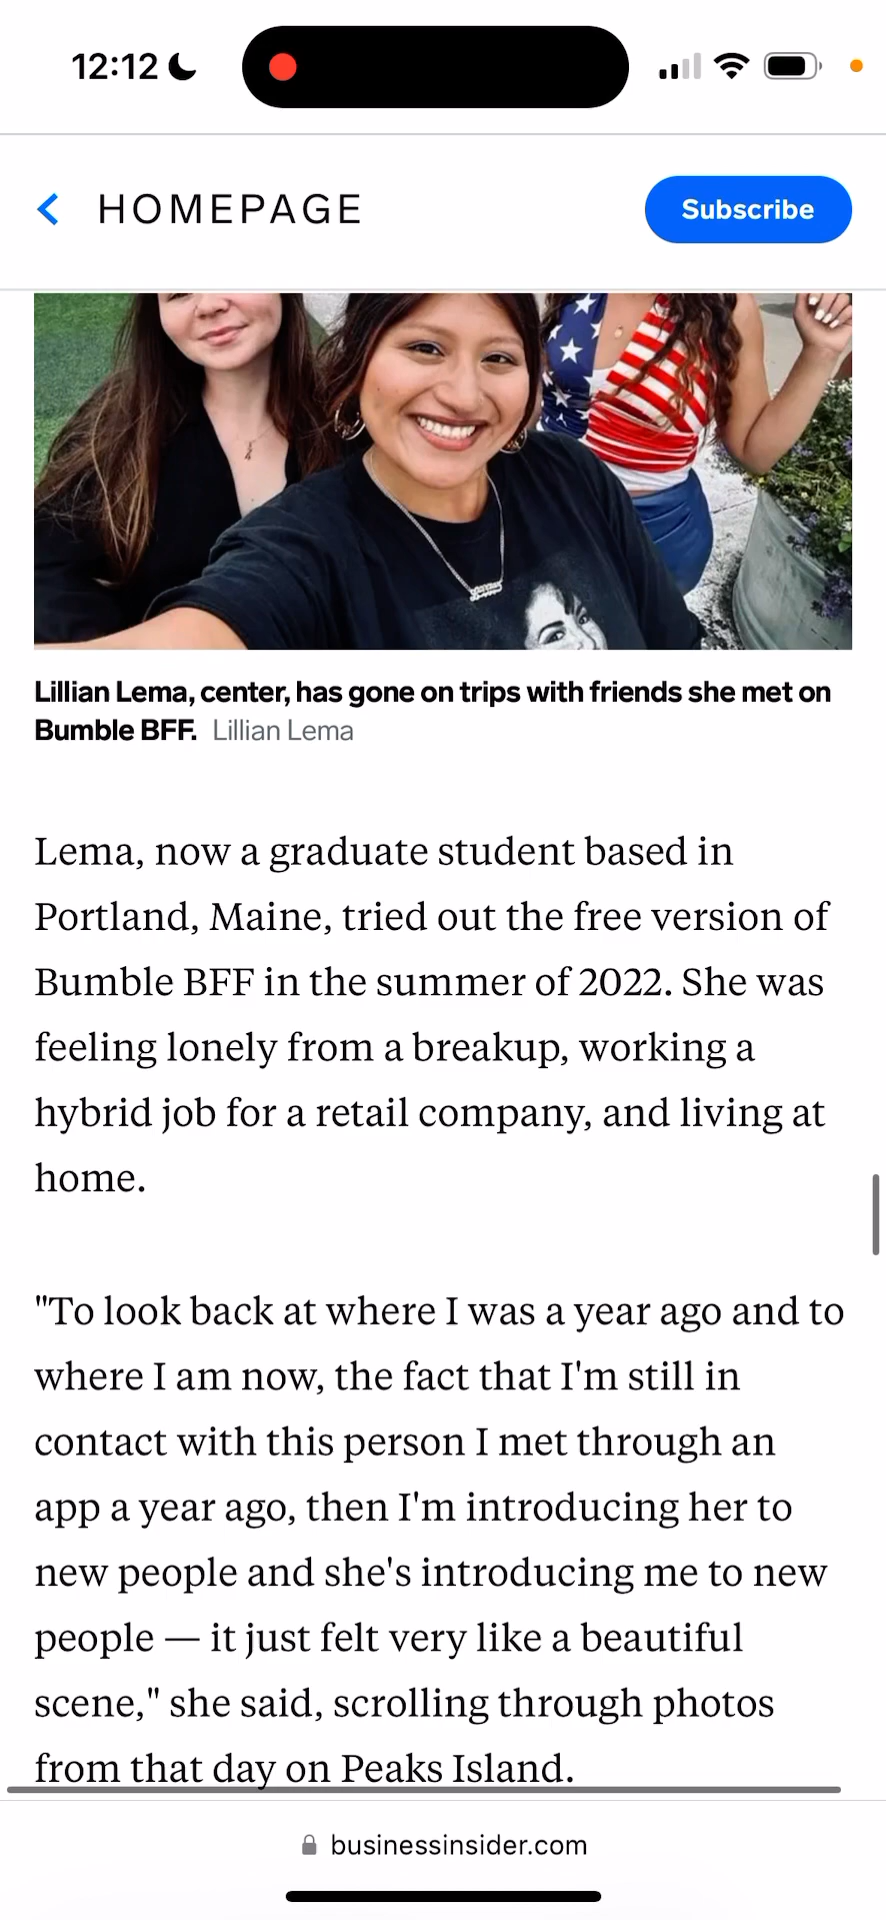 12:12
HOMEPAGE
Subscribe
Lillian Lema, center, has gone on trips with friends she met on
Bumble BFF. Lillian Lema
Lema, now a graduate student based in
Portland, Maine, tried out the free version of
Bumble BFF in the summer of 2022. She was
feeling lonely from a breakup, working a
hybrid job for a retail company, and living at
home.
"To look back at where I was a year ago and to
where I am now, the fact that I'm still in
contact with this person I met through an
app a year ago, then I'm introducing her to
new people and she's introducing me to new
people — it just felt very like a beautiful
scene," she said, scrolling through photos
from that day on Peaks Island.
businessinsider.com